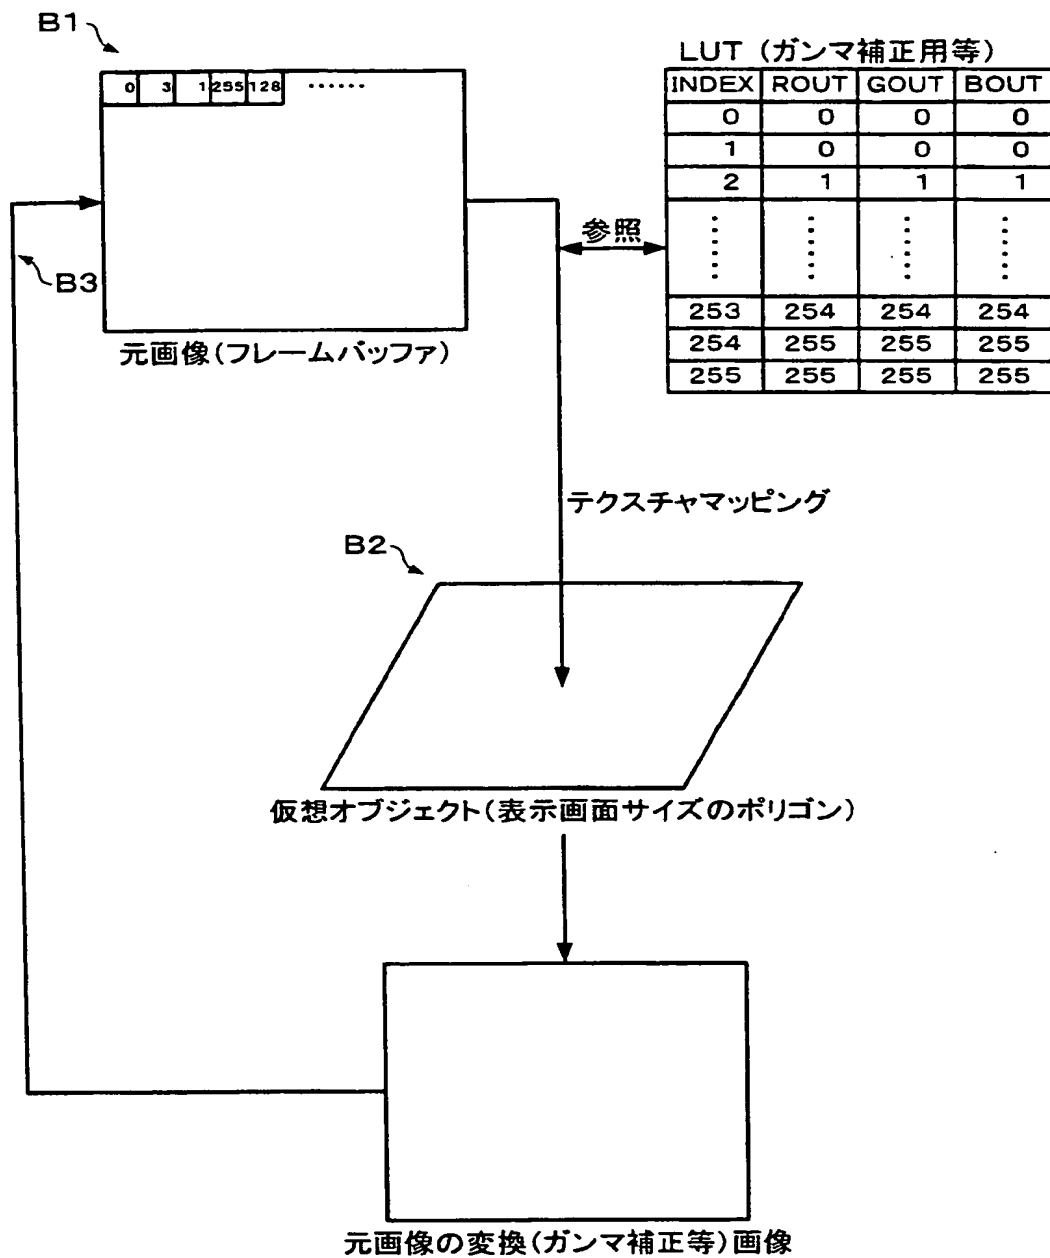 B1
0 3 1 255 128 ‥‥‥
LUT (ガンマ補正用等)
INDEX ROUT GOUT BOUT
0 0 0 0
1 0 0 0
2 1 1 1
253 254 254 254
254 255 255 255
255 255 255 255
参照
B3
元画像(フレームバッファ)
テクスチャマッピング
B2
仮想オブジェクト(表示画面サイズのポリゴン)
元画像の変換(ガンマ補正等)画像